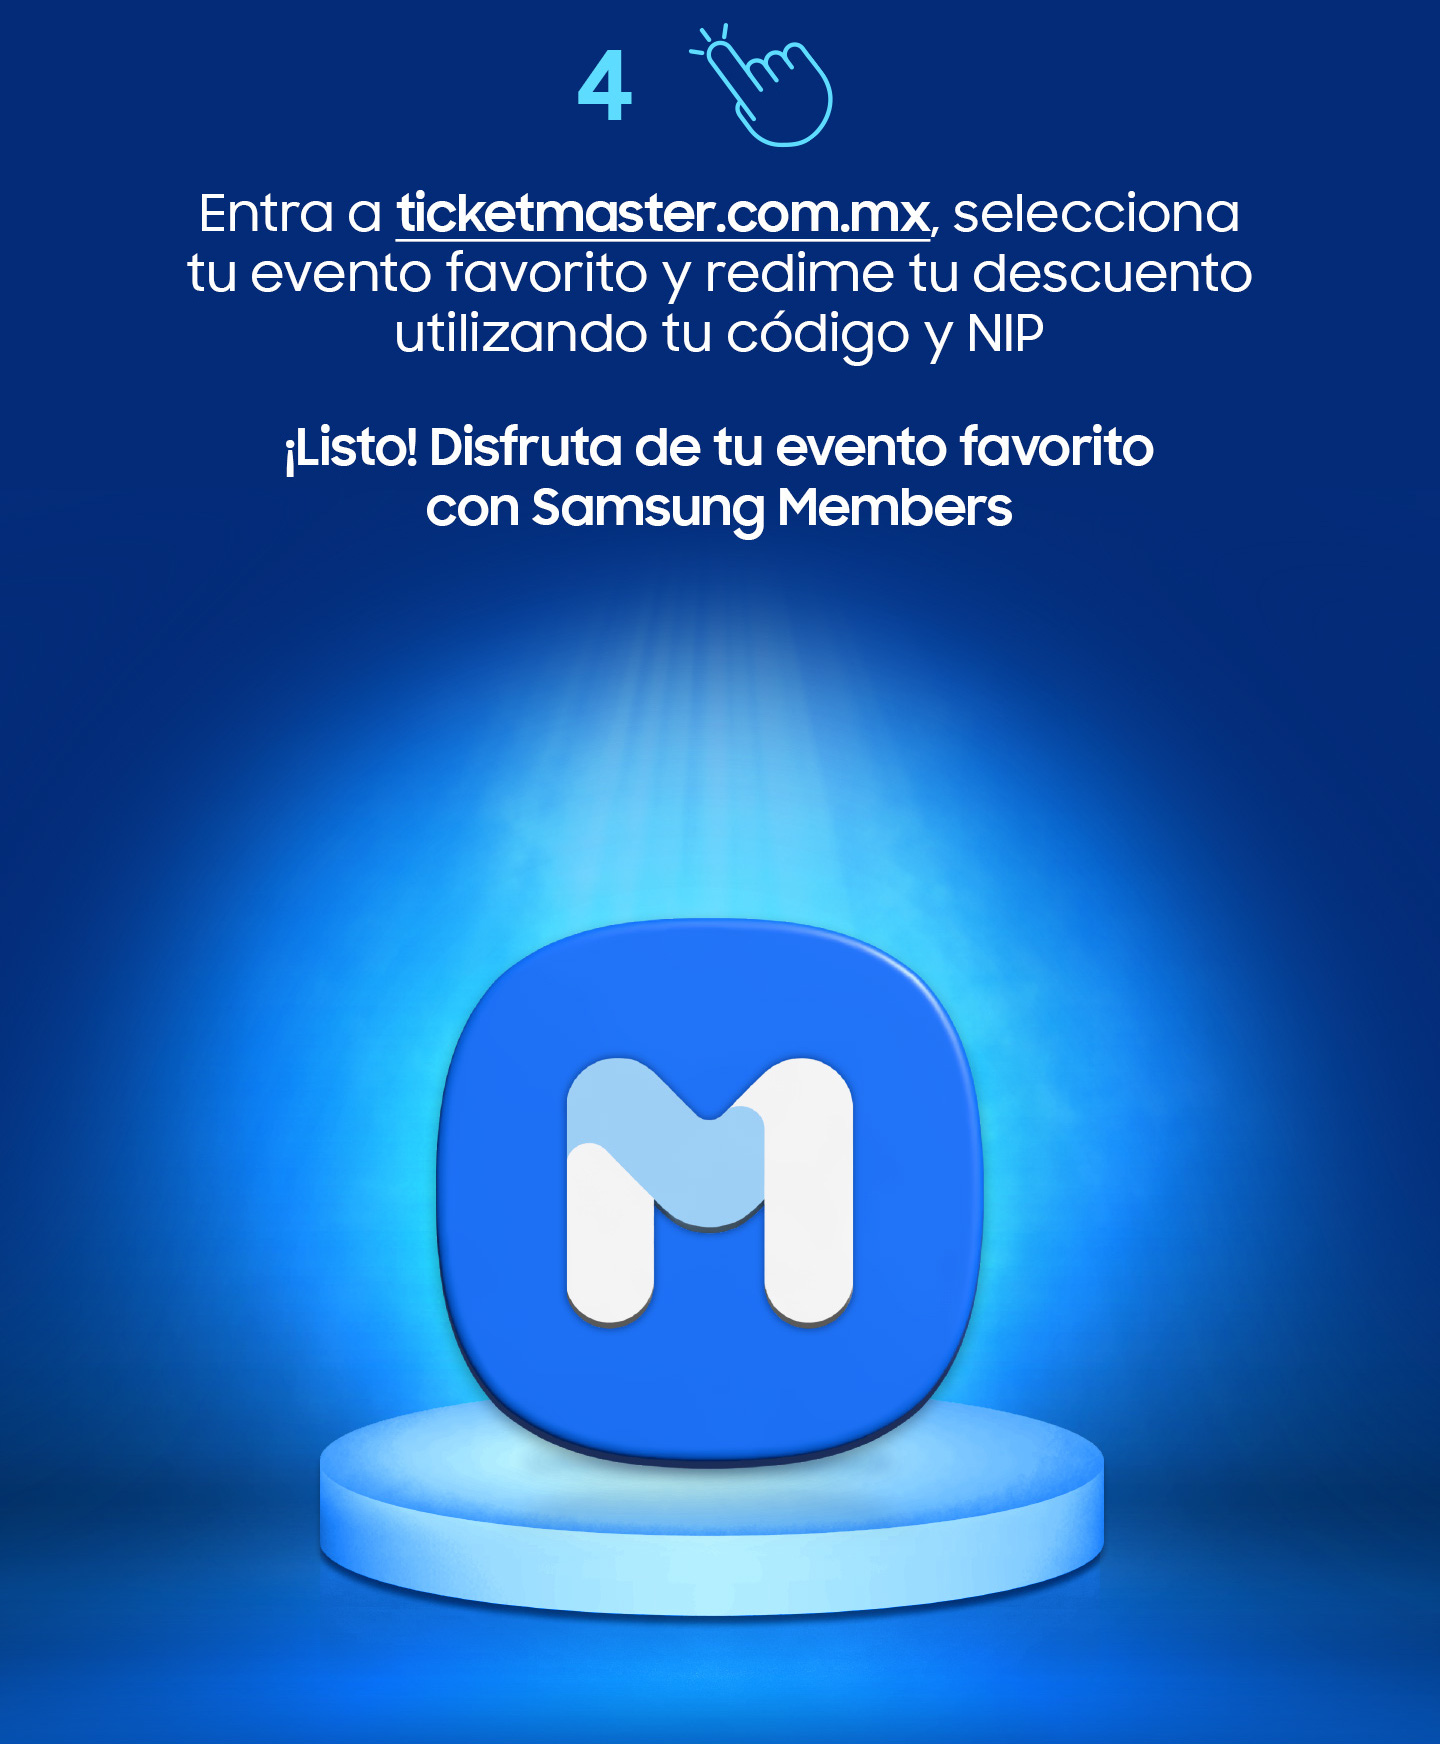 4
Entra a ticketmaster.com.mx, selecciona
tu evento favorito y redime tu descuento
utilizando tu código y NIP
¡Listo! Disfruta de tu evento favorito
con Samsung Members
M